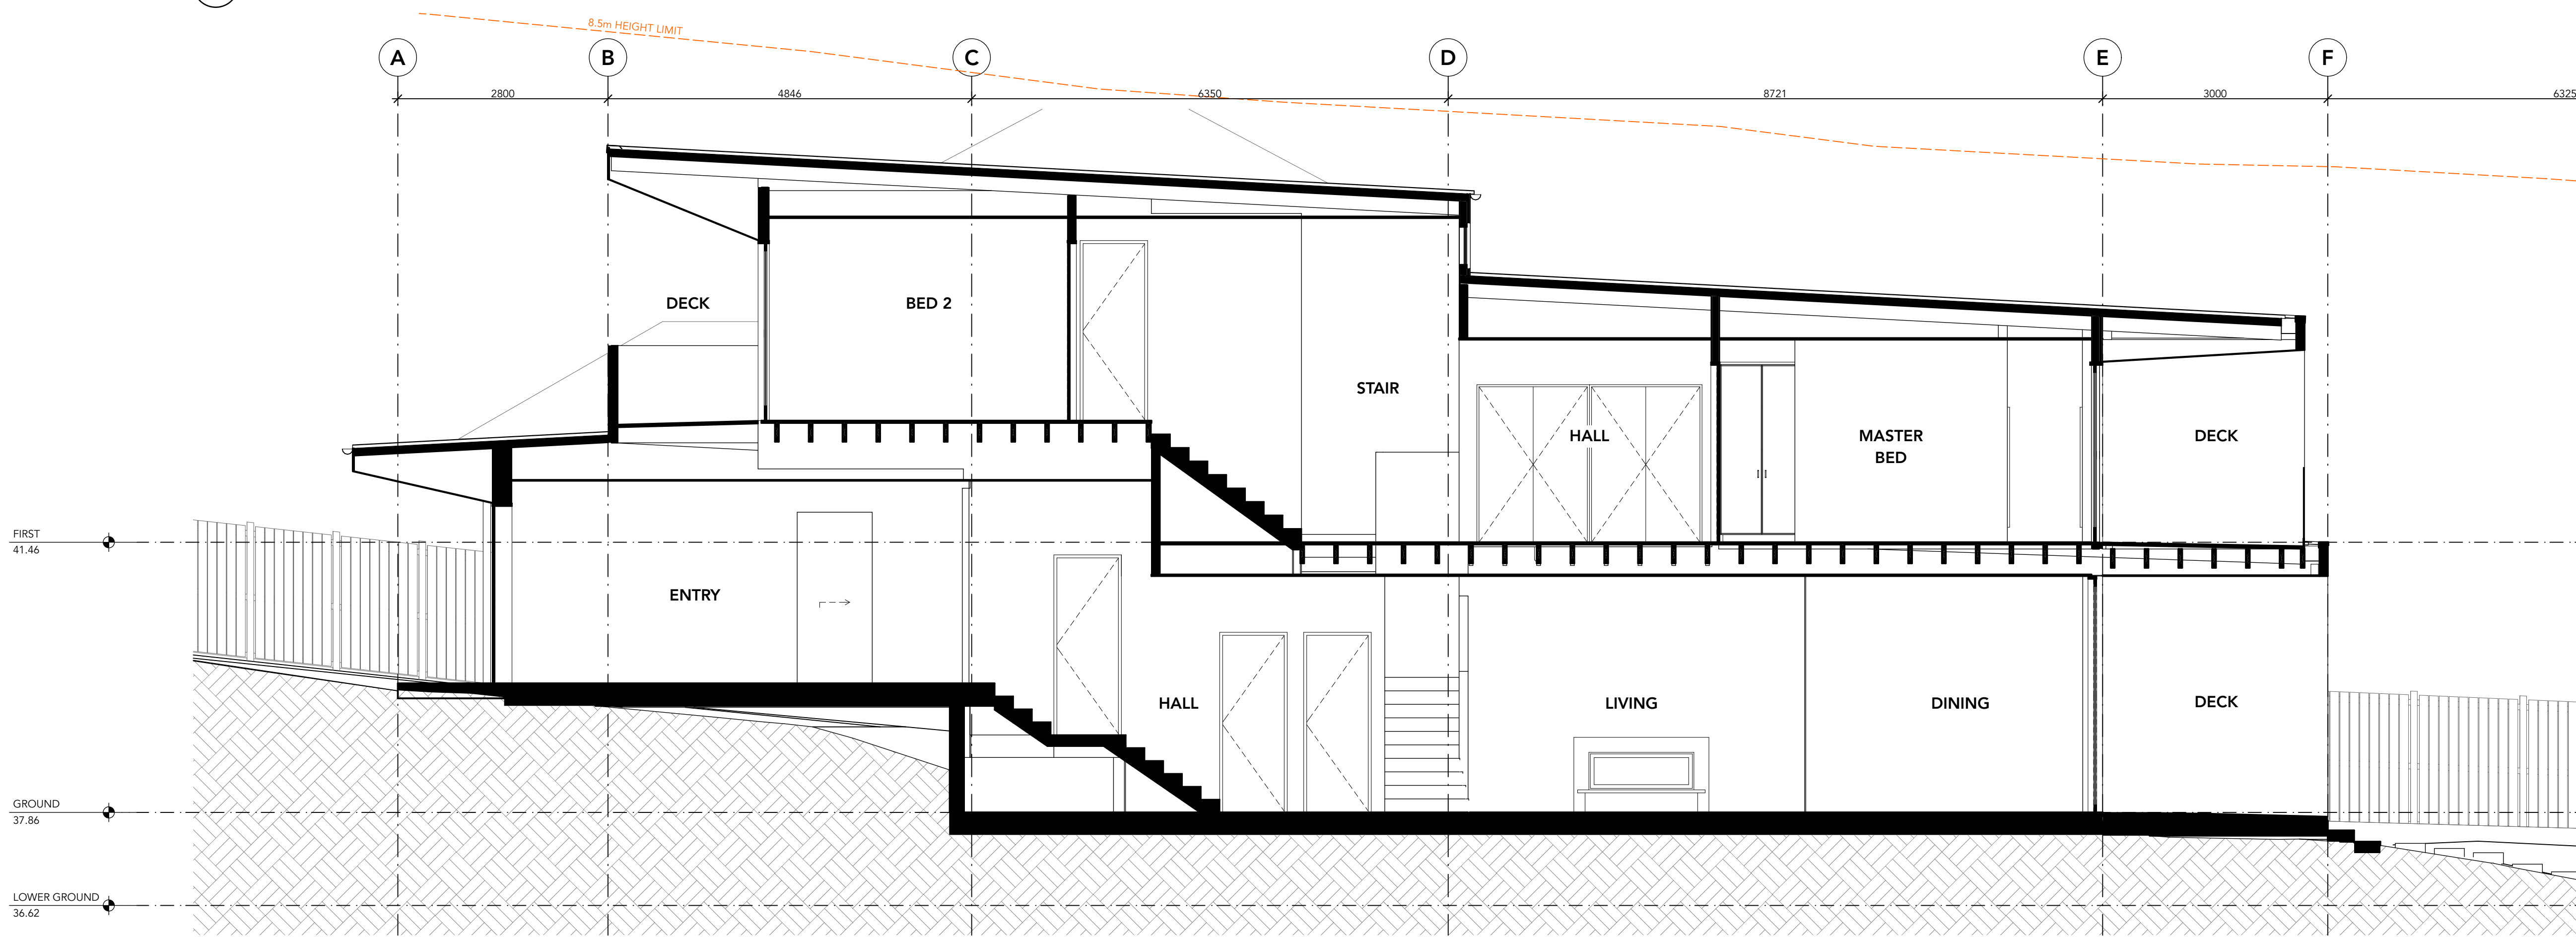 8.5m HEIGHT LIMIT
A
B
C
D
E
F
2800
4846
6350
8721
3000
6325
DECK
BED 2
STAIR
HALL
MASTER
BED
DECK
FIRST
41.46
ENTRY
HALL
LIVING
DINING
DECK
GROUND
37.86
LOWER GROUND
36.62